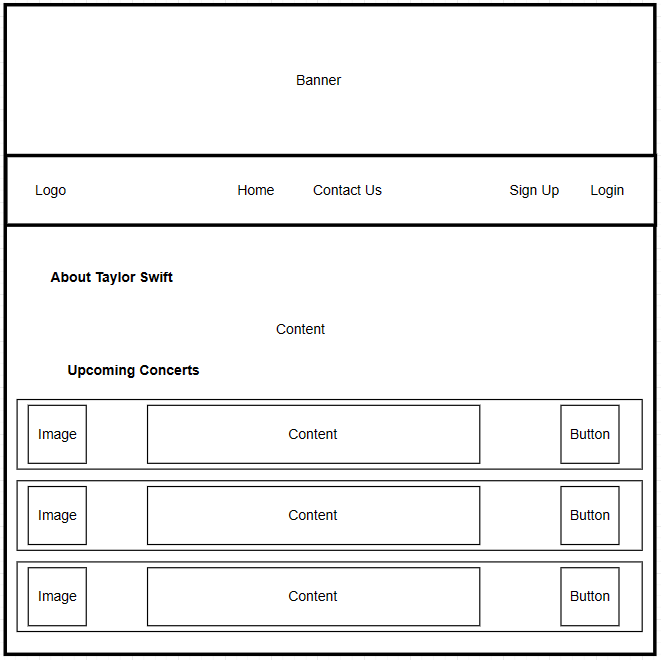 Banner
Logo Home Contact Us Sign Up Login
About Taylor Swift
Content
Upcoming Concerts
Image Content Button
Image Content Button
Image Content Button